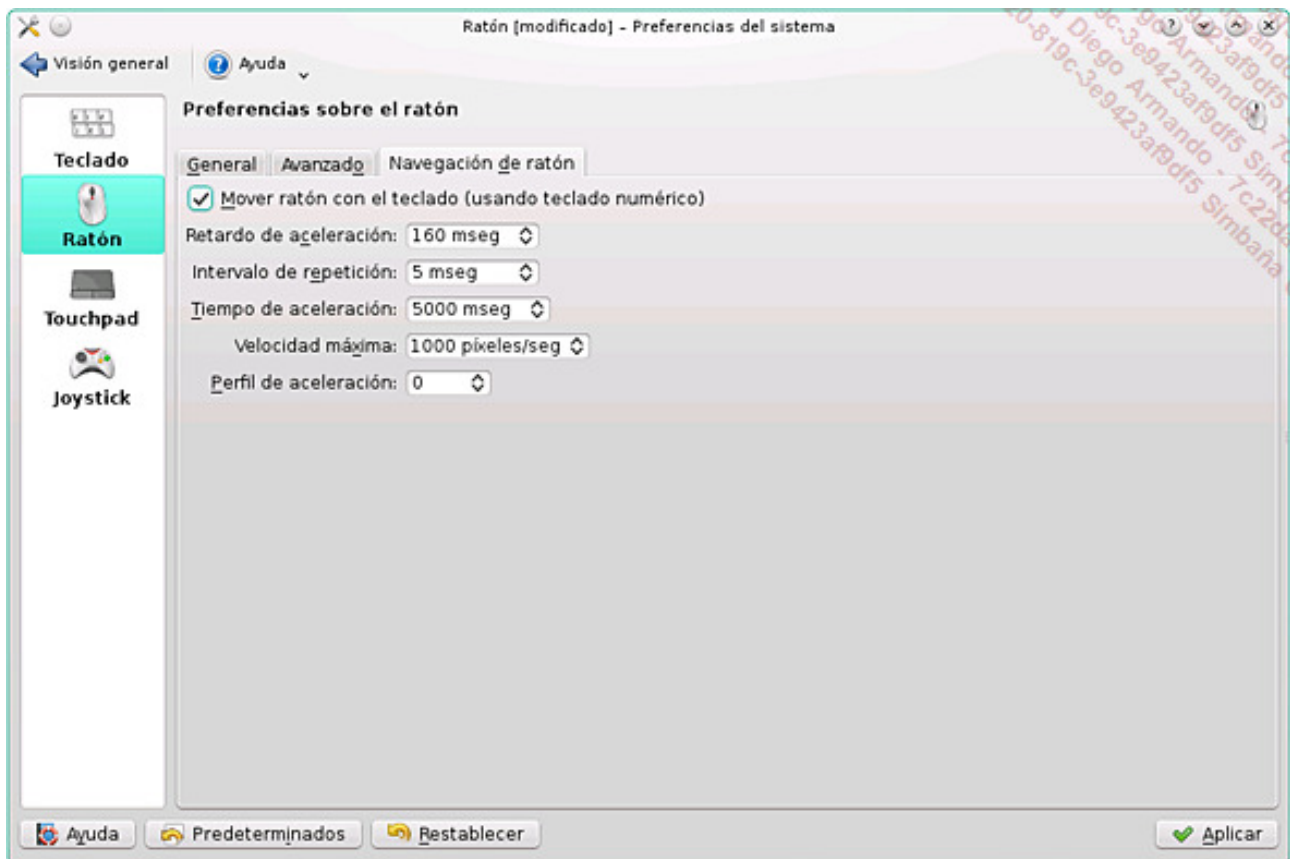 Ratón [modificado] - Preferencias del sistema
Visión general
Ayuda
Preferencias sobre el ratón
Teclado
Ratón
Touchpad
Joystick
General
Avanzado
Navegación de ratón
Mover ratón con el teclado (usando teclado numérico)
Retardo de aceleración: 160 mseg
Intervalo de repetición: 5 mseg
Tiempo de aceleración: 5000 mseg
Velocidad máxima: 1000 píxeles/seg
Perfil de aceleración: 0
Ayuda
Predeterminados
Restablecer
Aplicar
Diego Armando
Simbaña